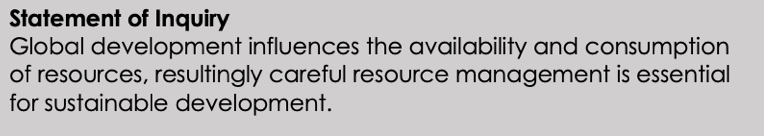 Statement of Inquiry
Global development influences the availability and consumption
of resources, resultingly careful resource management is essential
for sustainable development.